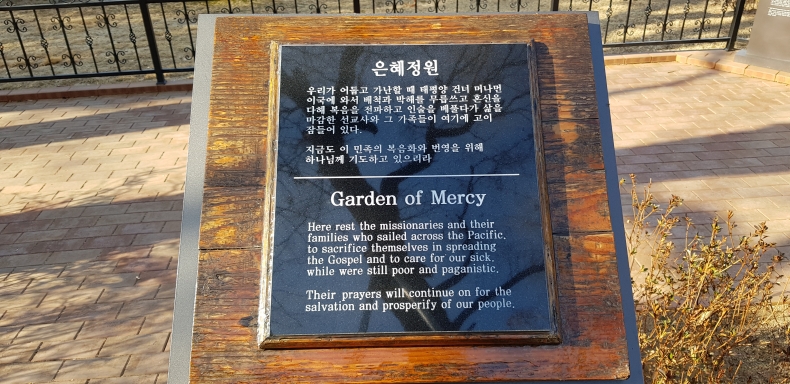 은혜정원
우리가 어둡고 가난할 때 태평양 건너 머나먼
이국에 와서 배척과 박해를 무릅쓰고 혼신을
다해 복음을 전파하고 인술을 베풀다가 삶을
마감한 선교사와 그 가족들이 여기에 고이
잠들어 있다.
지금도 이 민족의 복음화와 번영을 위해
하나님께 기도하고 있으리라
Garden of Mercy
Here rest the missionaries and their
families who sailed across the Pacific.
to sacrifice themselves in spreading
the Gospel and to care for our sick.
while were still poor and paganistic.
Their prayers will continue on for the
salvation and prosperify of our people.